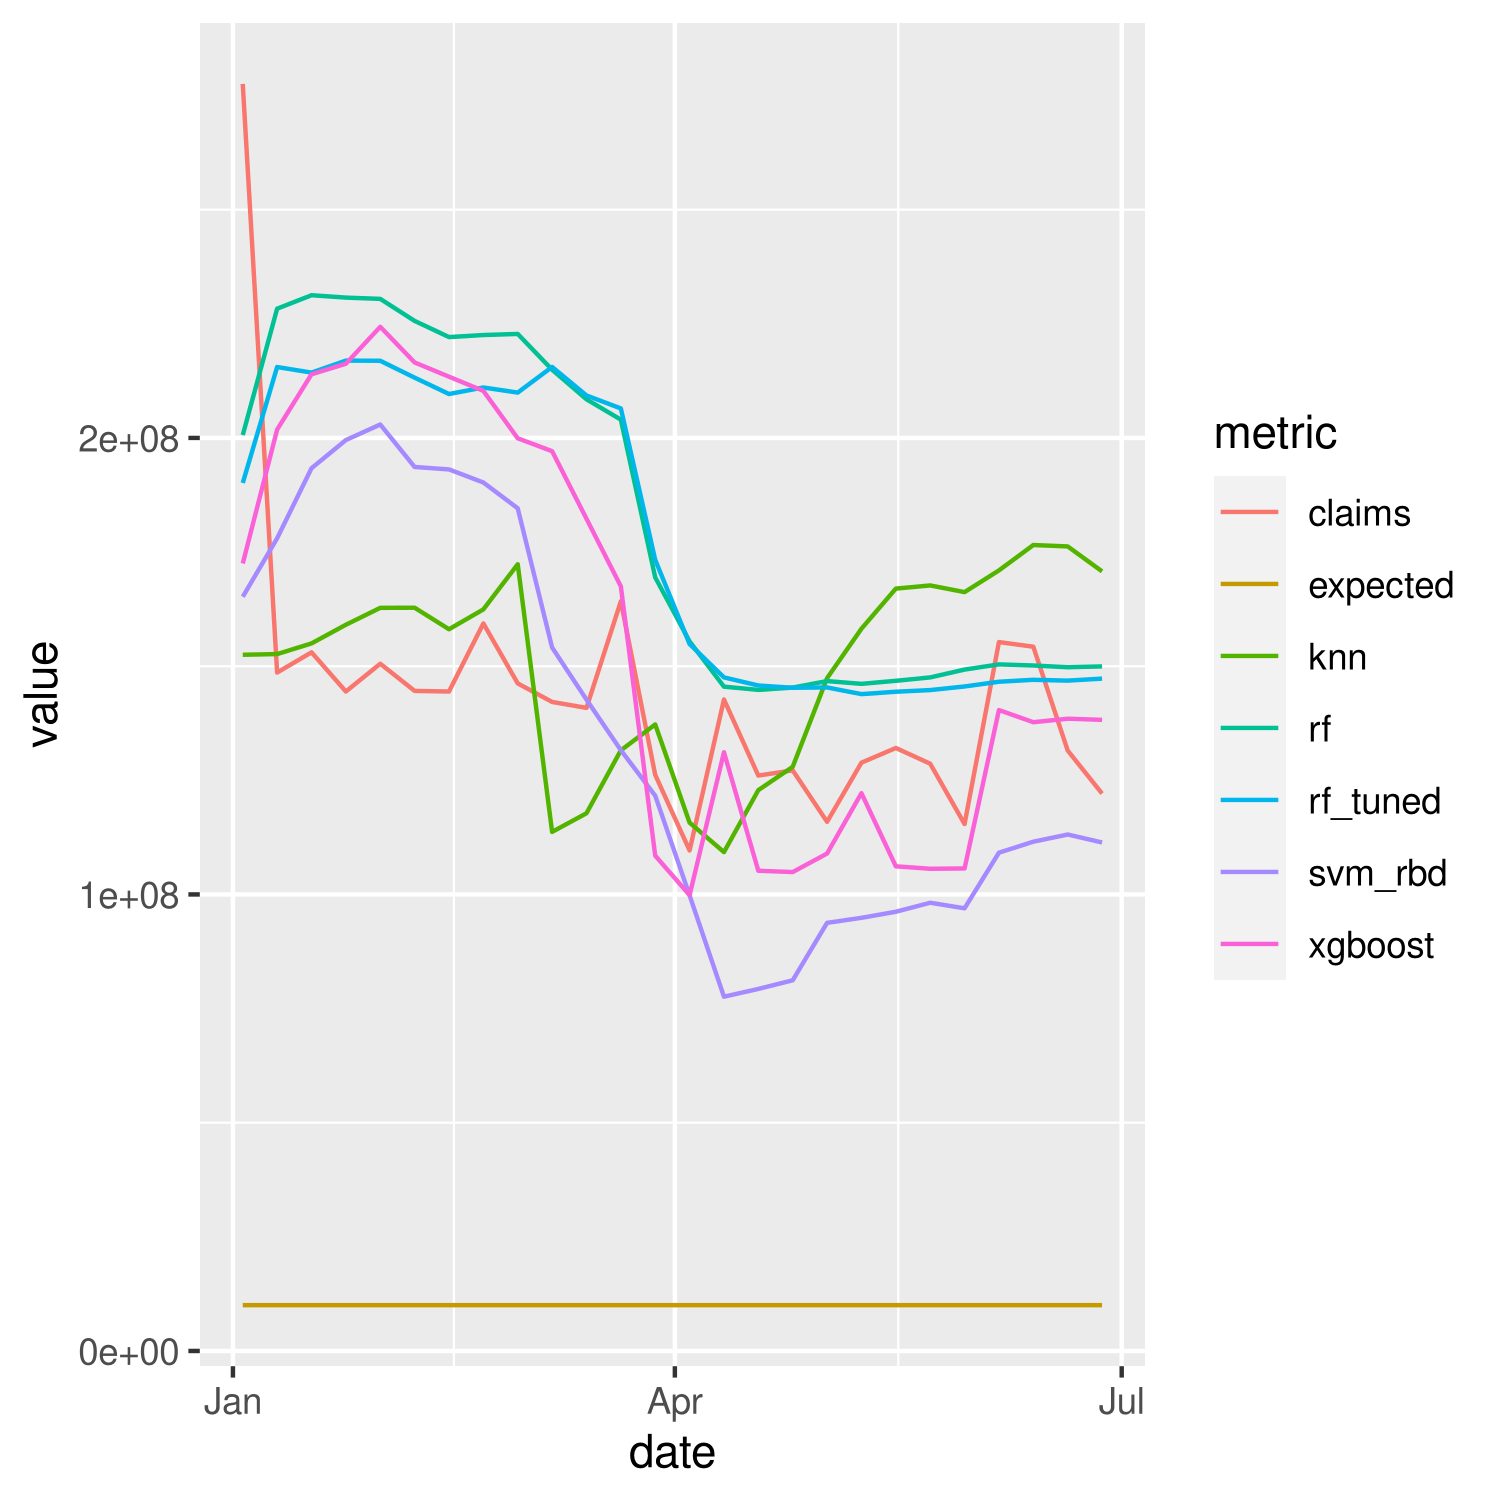 value
2e+08
1e+08
0e+00
Jan
Apr
Jul
date
metric
claims
expected
knn
rf
rf_tuned
svm_rbd
xgboost